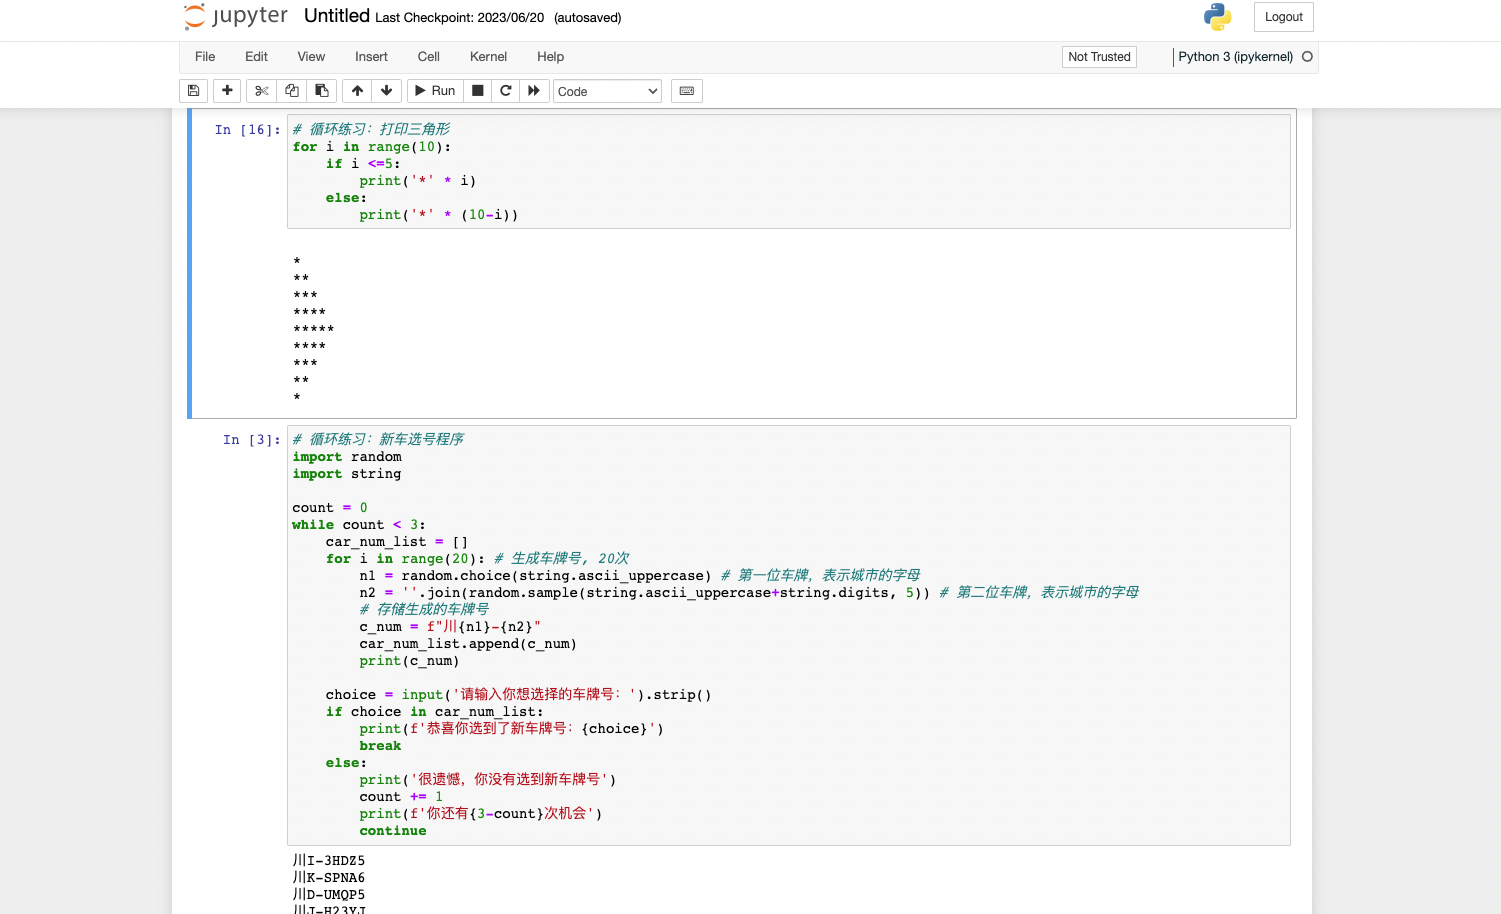 jupyter Untitled Last Checkpoint: 2023/06/20 (autosaved) Logout
File Edit View Insert Cell Kernel Help Not Trusted Python 3 (ipykernel)
Run Code
In [16]: # 循环练习：打印三角形
for i in range(10):
    if i <=5:
        print('*' * i)
    else:
        print('*' * (10-i))
*
**
***
****
*****
****
***
**
*
In [3]: # 循环练习：新车选号程序
import random
import string
count = 0
while count < 3:
    car_num_list = []
    for i in range(20): # 生成车牌号, 20次
        n1 = random.choice(string.ascii_uppercase) # 第一位车牌，表示城市的字母
        n2 = ''.join(random.sample(string.ascii_uppercase+string.digits, 5)) # 第二位车牌，表示城市的字母
        # 存储生成的车牌号
        c_num = f"川{n1}-{n2}"
        car_num_list.append(c_num)
        print(c_num)
    choice = input('请输入你想选择的车牌号：').strip()
    if choice in car_num_list:
        print(f'恭喜你选到了新车牌号：{choice}')
        break
    else:
        print('很遗憾，你没有选到新车牌号')
        count += 1
        print(f'你还有{3-count}次机会')
        continue
川I-3HDZ5
川K-SPNA6
川D-UMQP5
川J-H23YJ